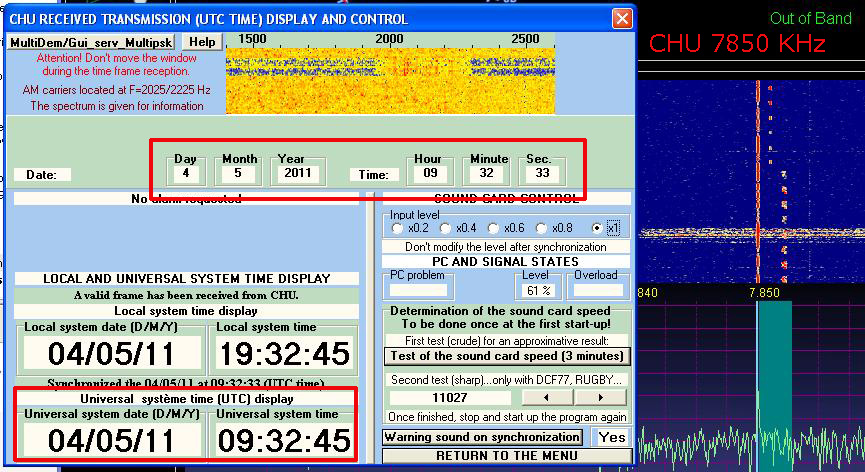 CHU RECEIVED TRANSMISSION (UTC TIME) DISPLAY AND CONTROL
MultiDem/Gui_serv_Multipsk
Help
Attention! Don't move the window
during the time frame reception.
AM carriers located at F=2025/2225 Hz
The spectrum is given for information
1500 2000 2500
Out of Band
CHU 7850 KHz
Date:
Day Month Year
4 5 2011
Time:
Hour Minute Sec.
09 32 33
No alarm requested
LOCAL AND UNIVERSAL SYSTEM TIME DISPLAY
A valid frame has been received from CHU.
Local system time display
Local system date (D/M/Y) Local system time
04/05/11 19:32:45
Synchronized the 04/05/11 at 09:32:33 (UTC time)
Universal système time (UTC) display
Universal system date (D/M/Y) Universal system time
04/05/11 09:32:45
SOUND CARD CONTROL
Input level
x0.2 x0.4 x0.6 x0.8 x1
Don't modify the level after synchronization
PC AND SIGNAL STATES
PC problem Level Overload
61 %
Determination of the sound card speed
To be done once at the first start-up!
First test (crude) for an approximative result:
Test of the sound card speed (3 minutes)
Second test (sharp)...only with DCF77, RUGBY...
11027
Once finished, stop and start up the program again
Warning sound on synchronization Yes
RETURN TO THE MENU
840 7.850